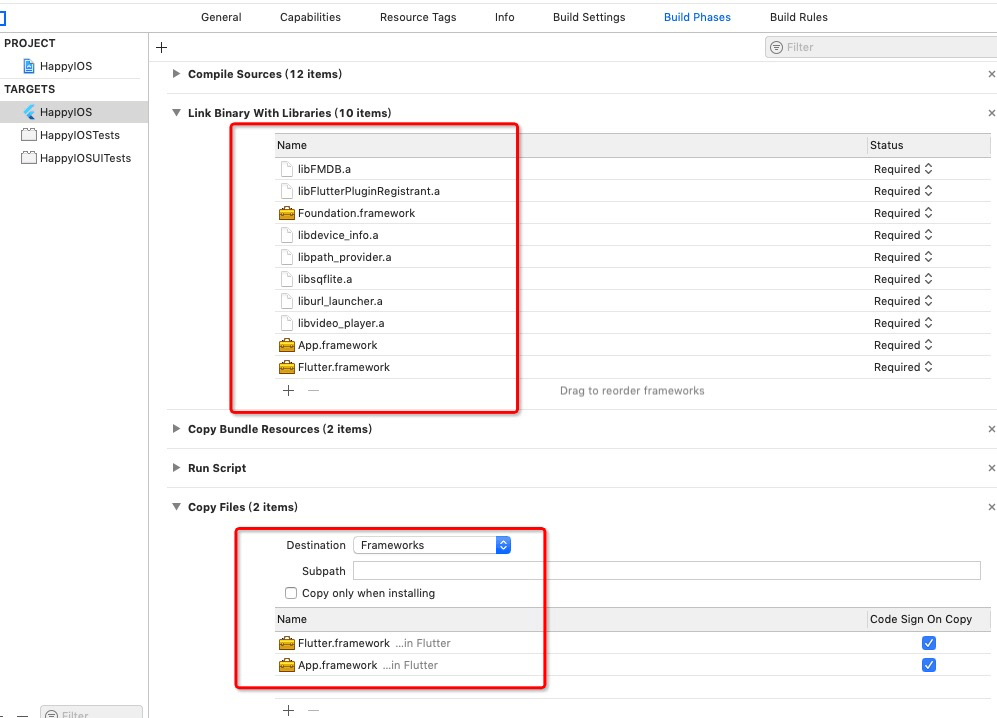 General Capabilities Resource Tags Info Build Settings Build Phases Build Rules
PROJECT
HappyIOS
TARGETS
HappyIOS
HappyIOSTests
HappyIOSUITests
Filter
Filter
Compile Sources (12 items)
Link Binary With Libraries (10 items)
Name Status
libFMDB.a Required
libFlutterPluginRegistrant.a Required
Foundation.framework Required
libdevice_info.a Required
libpath_provider.a Required
libsqflite.a Required
liburl_launcher.a Required
libvideo_player.a Required
App.framework Required
Flutter.framework Required
Drag to reorder frameworks
Copy Bundle Resources (2 items)
Run Script
Copy Files (2 items)
Destination Frameworks
Subpath
Copy only when installing
Name Code Sign On Copy
Flutter.framework ...in Flutter
App.framework ...in Flutter